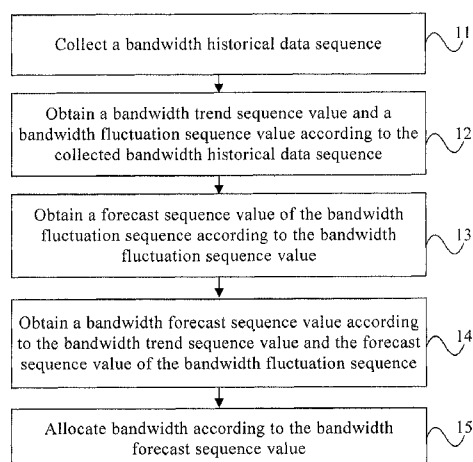 Collect a bandwidth historical data sequence
11
Obtain a bandwidth trend sequence value and a
bandwidth fluctuation sequence value according to the
collected bandwidth historical data sequence
12
Obtain a forecast sequence value of the bandwidth
fluctuation sequence according to the bandwidth
fluctuation sequence value
13
Obtain a bandwidth forecast sequence value according
to the bandwidth trend sequence value and the forecast
sequence value of the bandwidth fluctuation sequence
14
Allocate bandwidth according to the bandwidth
forecast sequence value
15